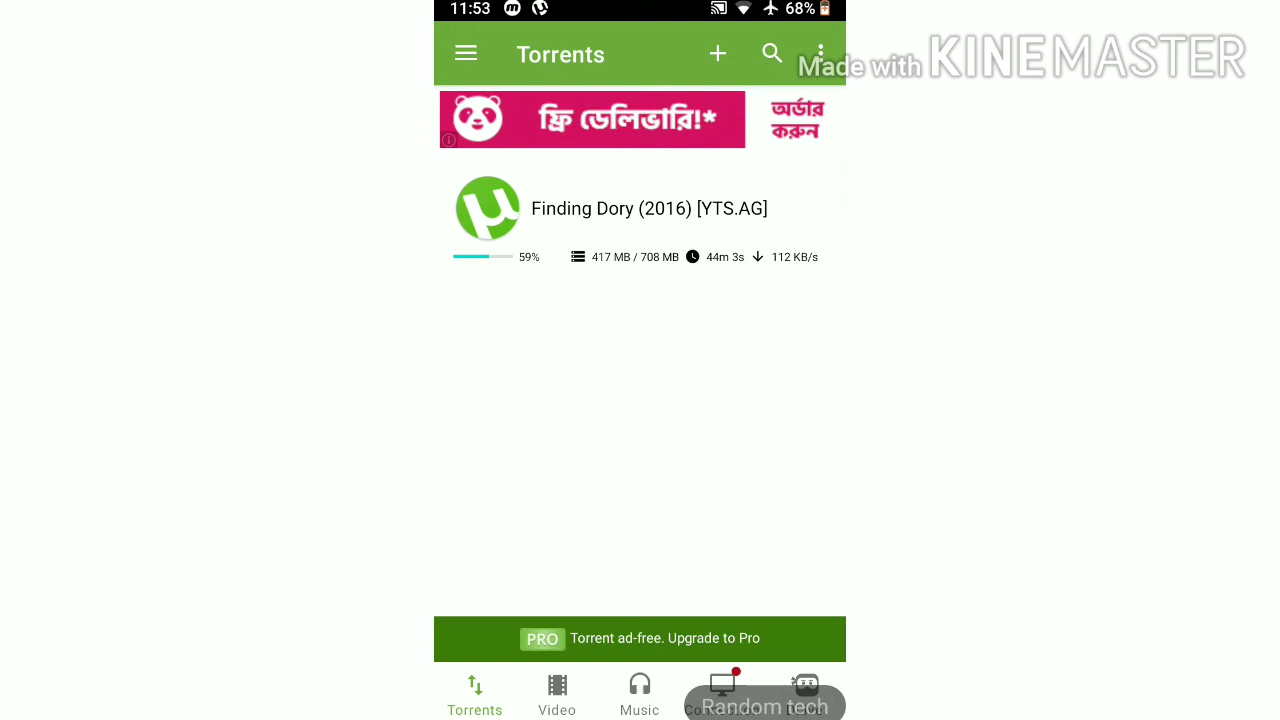 11:53
68%
Torrents
Made with KINEMASTER
ফ্রি ডেলিভারি!*
অর্ডার
করুন
Finding Dory (2016) [YTS.AG]
59%
417 MB / 708 MB
44m 3s
112 KB/s
PRO Torrent ad-free. Upgrade to Pro
Torrents
Video
Music
Random tech